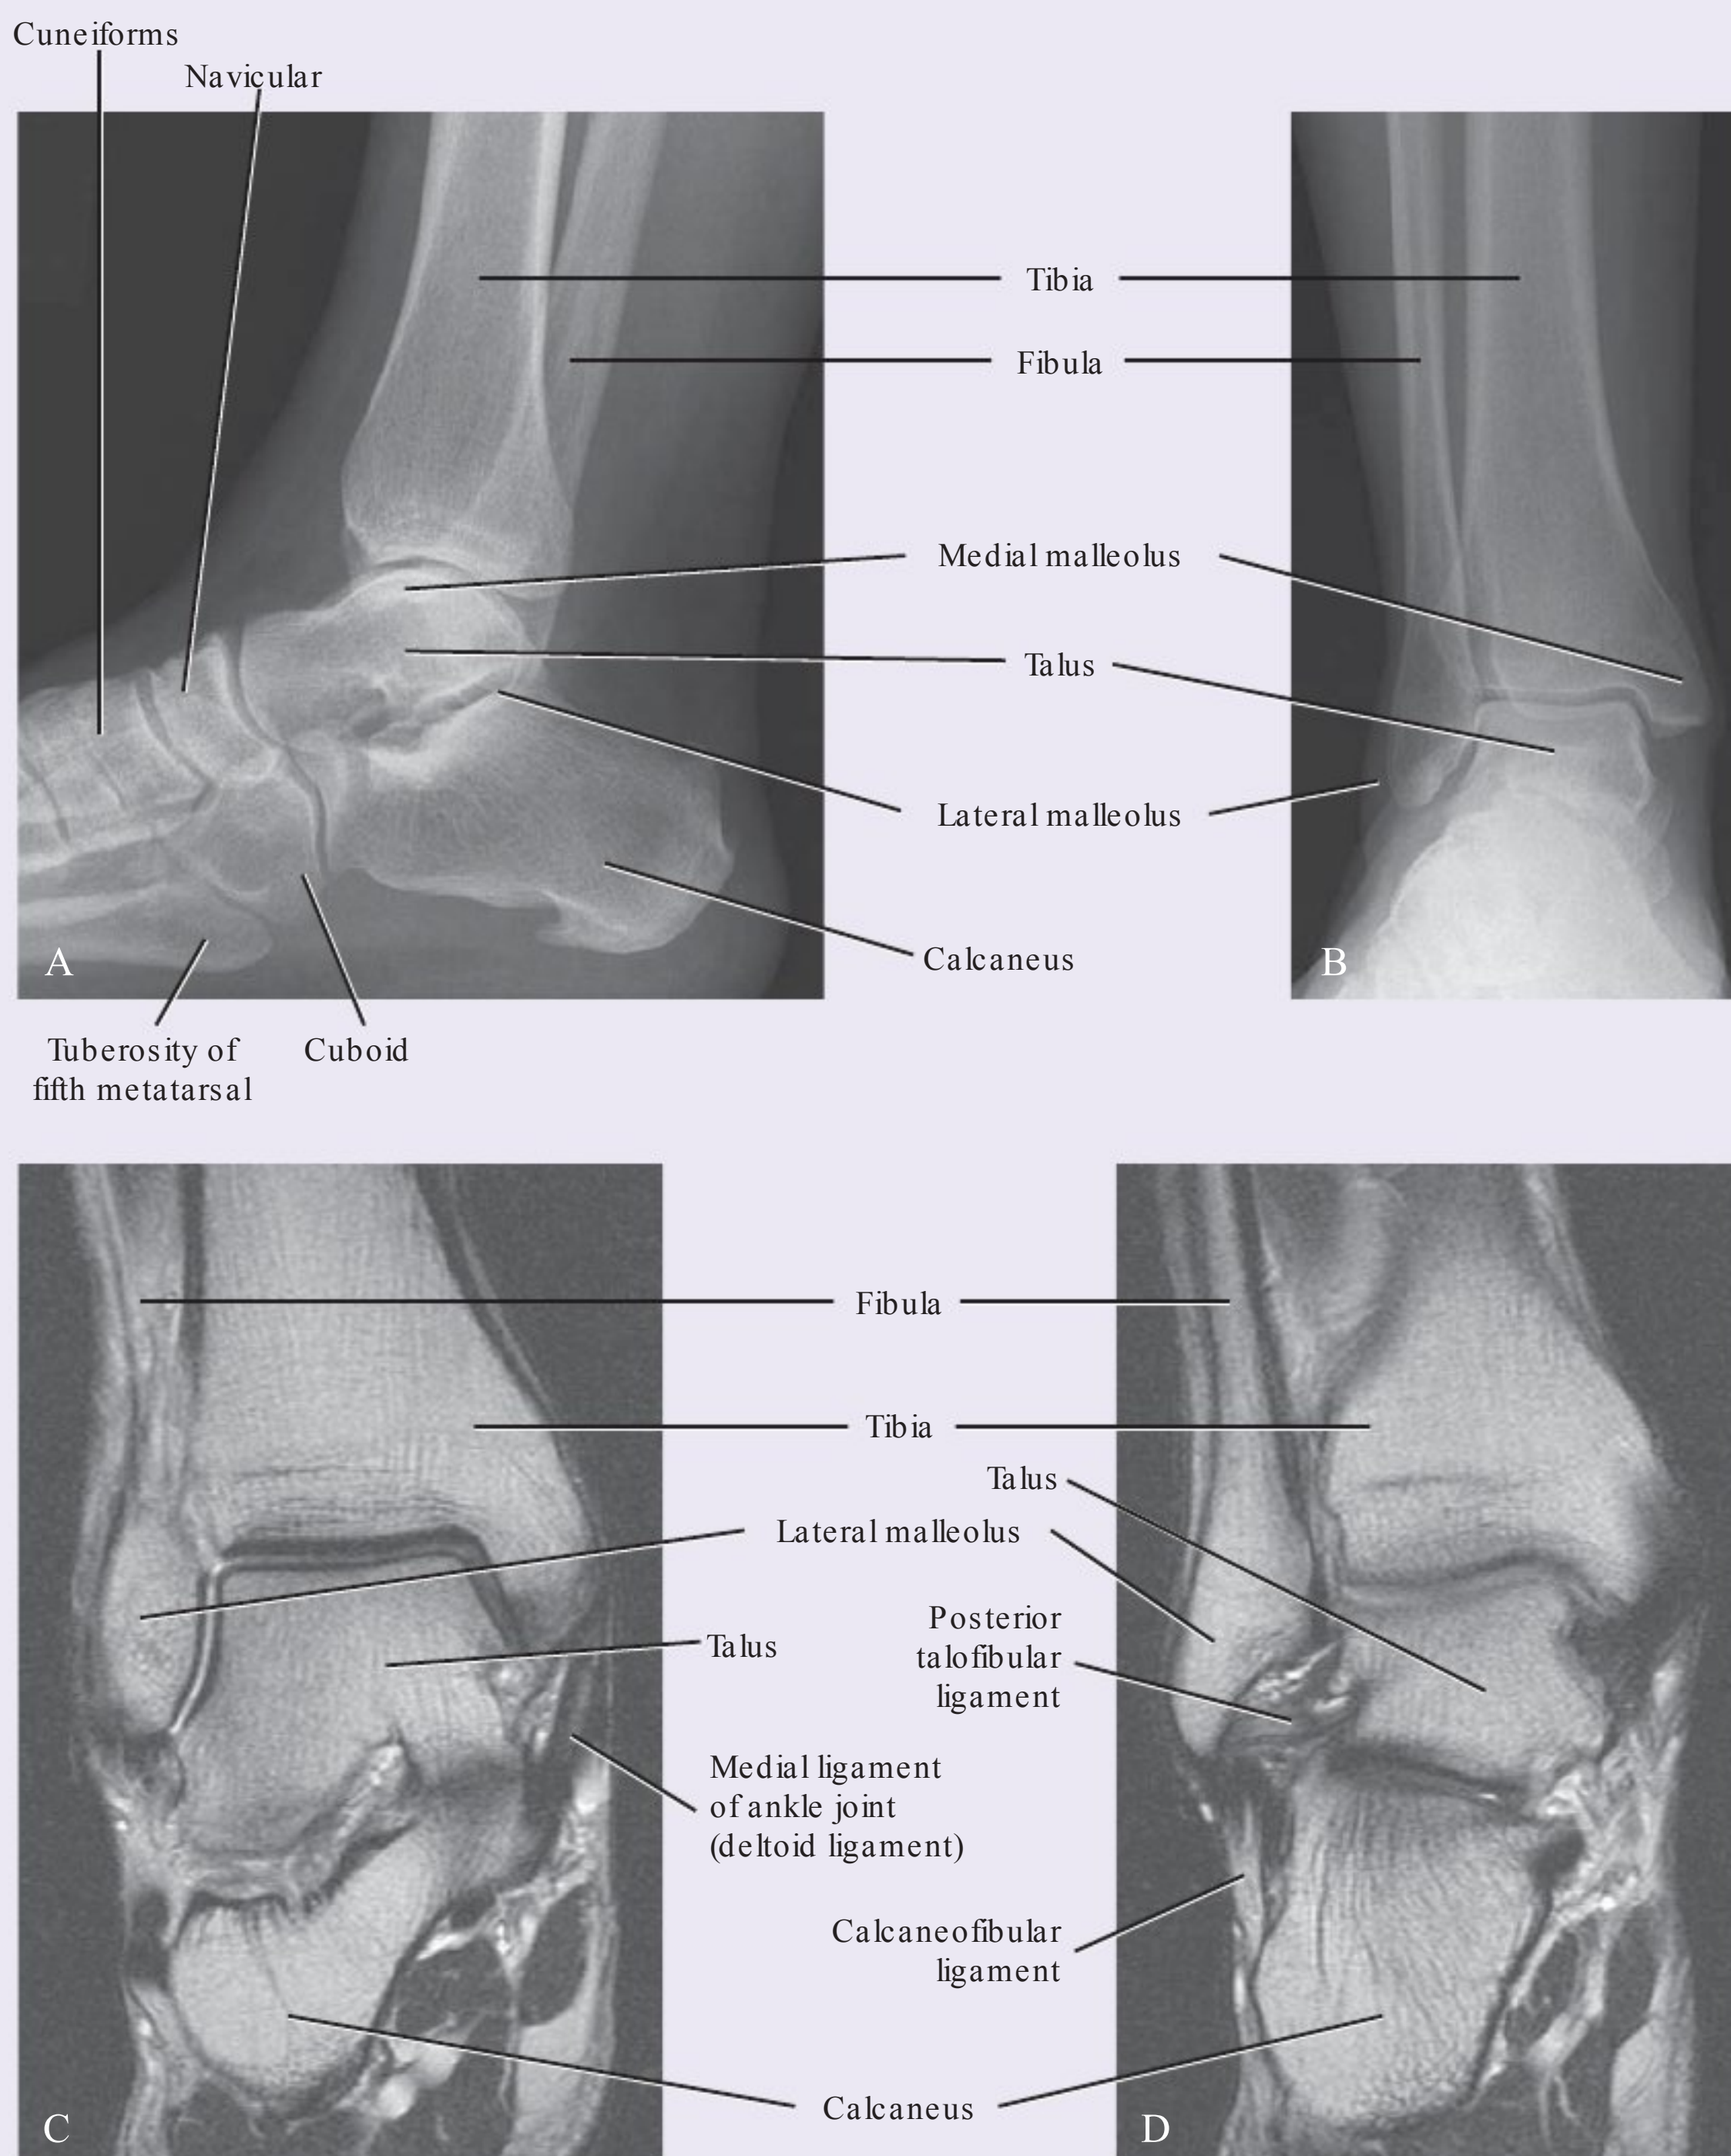 Cuneiforms
Navicular
Tibia
Fibula
Medial malleolus
Talus
Lateral malleolus
Calcaneus
A
B
Tuberosity of
fifth metatarsal
Cuboid
Fibula
Tibia
Talus
Lateral malleolus
Posterior
talofibular
ligament
Talus
Medial ligament
of ankle joint
(deltoid ligament)
Calcaneofibular
ligament
Calcaneus
C
D